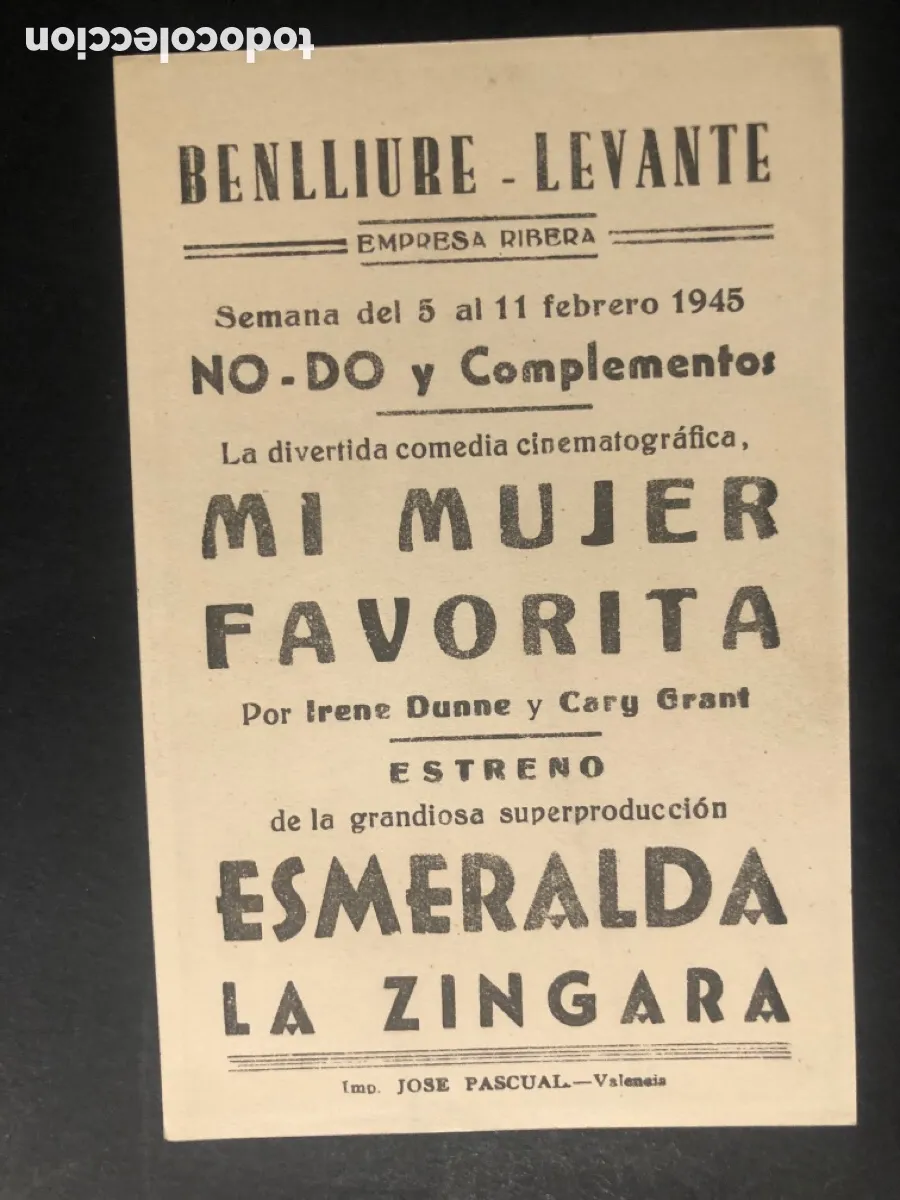 todocoleccion
BENLLIURE - LEVANTE
EMPRESA RIBERA
Semana del 5 al 11 febrero 1945
NO-DO y Complementos
La divertida comedia cinematográfica,
MI MUJER
FAVORITA
Por Irene Dunne y Cary Grant
ESTRENO
de la grandiosa superproducción
ESMERALDA
LA ZINGARA
Imp. JOSE PASCUAL.—Valencia